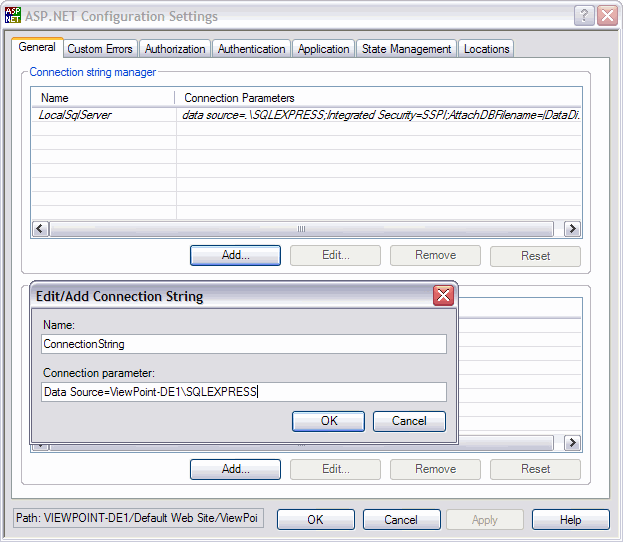 ASP
.NET
ASP.NET Configuration Settings
General Custom Errors Authorization Authentication Application State Management Locations
Connection string manager
Name Connection Parameters
LocalSqlServer data source=.\SQLEXPRESS;Integrated Security=SSPI;AttachDBFilename=|DataDi...
Add... Edit... Remove Reset
Edit/Add Connection String
Name:
ConnectionString
Connection parameter:
Data Source=ViewPoint-DE1\SQLEXPRESS
OK Cancel
Add... Edit... Remove Reset
Path: VIEWPOINT-DE1/Default Web Site/ViewPoi
OK Cancel Apply Help